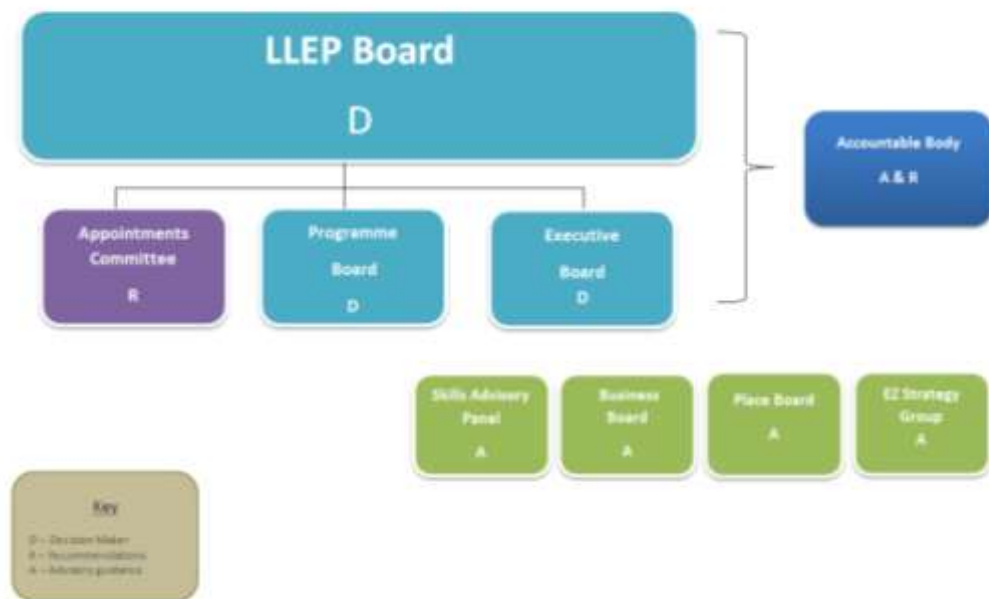 LLEP Board
D
Accountable Body
A & R
Appointments
Committee
R
Programme
Board
D
Executive
Board
D
Skills Advisory
Panel
A
Business
Board
A
Place Board
A
EZ Strategy
Group
A
Key
D – Decision Maker
R – Recommendations
A – Advisory guidance